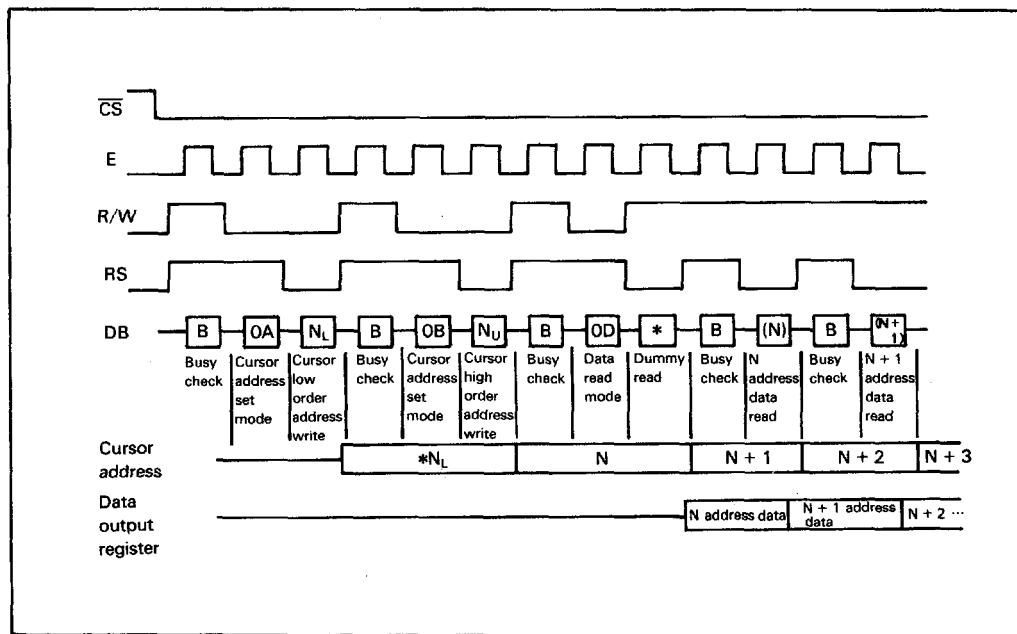 CS
E
R/W
RS
DB B 0A NL B 0B NU B 0D * B (N) B (N+1)
Busy check
Cursor address set mode
Cursor low order address write
Busy check
Cursor address set mode
Cursor high order address write
Busy check
Data read mode
Dummy read
Busy check
N address data read
Busy check
N + 1 address data read
Cursor address *NL N N + 1 N + 2 N + 3
Data output register N address data N + 1 address data N + 2 ...